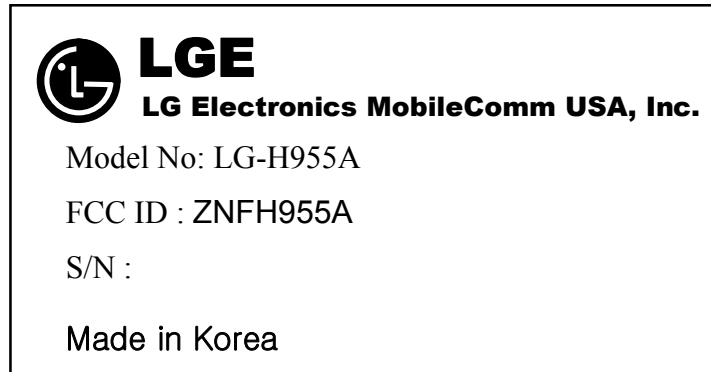 LGE
LG Electronics MobileComm USA, Inc.
Model No: LG-H955A
FCC ID : ZNFH955A
S/N :
Made in Korea